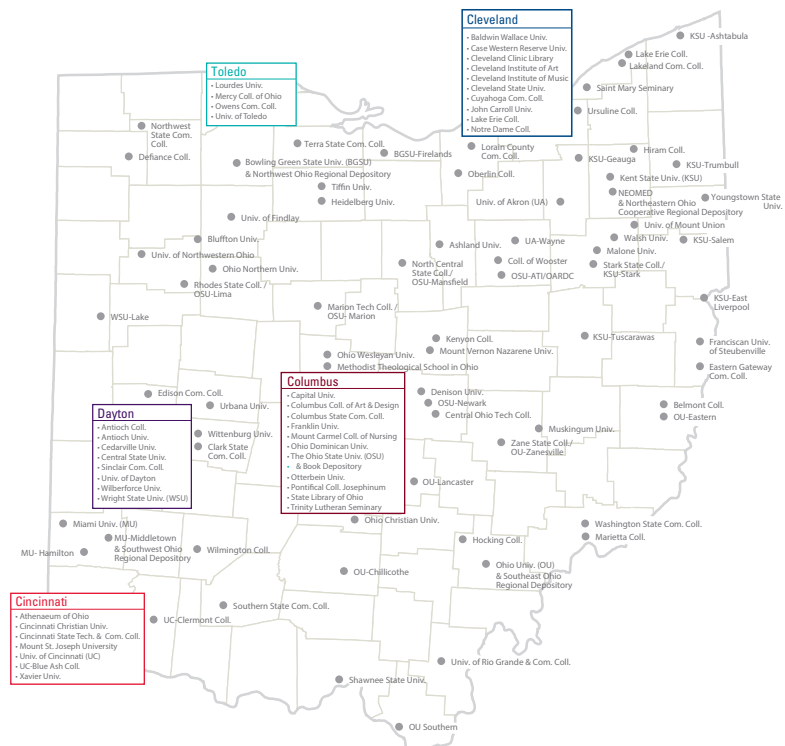 Cleveland
• Baldwin Wallace Univ.
• Case Western Reserve Univ.
• Cleveland Clinic Library
• Cleveland Institute of Art
• Cleveland Institute of Music
• Cleveland State Univ.
• Cuyahoga Com. Coll.
• John Carroll Univ.
• Lake Erie Coll.
• Notre Dame Coll.
KSU -Ashtabula
Lake Erie Coll.
Lakeland Com. Coll.
Saint Mary Seminary
Ursuline Coll.
Toledo
• Lourdes Univ.
• Mercy Coll. of Ohio
• Owens Com. Coll.
• Univ. of Toledo
Northwest
State Com.
Coll.
Defiance Coll.
Terra State Com. Coll.
Bowling Green State Univ. (BGSU)
& Northwest Ohio Regional Depository
BGSU-Firelands
Lorain County
Com. Coll.
Oberlin Coll.
Hiram Coll.
KSU-Geauga
KSU-Trumbull
Kent State Univ. (KSU)
Tiffin Univ.
Heidelberg Univ.
Univ. of Akron (UA)
NEOMED
& Northeastern Ohio
Cooperative Regional Depository
Youngstown State
Univ.
Univ. of Findlay
Univ. of Mount Union
Bluffton Univ.
Ashland Univ.
UA-Wayne
Walsh Univ.
KSU-Salem
Malone Univ.
Univ. of Northwestern Ohio
Ohio Northern Univ.
North Central
State Coll./
OSU-Mansfield
Coll. of Wooster
OSU-ATI/OARDC
Stark State Coll./
KSU-Stark
Rhodes State Coll. /
OSU-Lima
KSU-East
Liverpool
WSU-Lake
Marion Tech Coll./
OSU- Marion
Kenyon Coll.
Mount Vernon Nazarene Univ.
KSU-Tuscarawas
Franciscan Univ.
of Steubenville
Ohio Wesleyan Univ.
Methodist Theological School in Ohio
Eastern Gateway
Com. Coll.
Edison Com. Coll.
Urbana Univ.
Columbus
• Capital Univ.
• Columbus Coll. of Art & Design
• Columbus State Com. Coll.
• Franklin Univ.
• Mount Carmel Coll. of Nursing
• Ohio Dominican Univ.
• The Ohio State Univ. (OSU)
• & Book Depository
• Otterbein Univ.
• Pontifical Coll. Josephinum
• State Library of Ohio
• Trinity Lutheran Seminary
Denison Univ.
OSU-Newark
Central Ohio Tech Coll.
Belmont Coll.
OU-Eastern
Dayton
• Antioch Coll.
• Antioch Univ.
• Cedarville Univ.
• Central State Univ.
• Sinclair Com. Coll.
• Univ. of Dayton
• Wilberforce Univ.
• Wright State Univ. (WSU)
Wittenburg Univ.
Clark State
Com. Coll.
Muskingum Univ.
Zane State Coll./
OU-Zanesville
OU-Lancaster
Ohio Christian Univ.
Miami Univ. (MU)
MU-Middletown
& Southwest Ohio
Regional Depository
MU- Hamilton
Wilmington Coll.
Hocking Coll.
Washington State Com. Coll.
Marietta Coll.
OU-Chillicothe
Ohio Univ. (OU)
& Southeast Ohio
Regional Depository
Cincinnati
• Athenaeum of Ohio
• Cincinnati Christian Univ.
• Cincinnati State Tech. & Com. Coll.
• Mount St. Joseph University
• Univ. of Cincinnati (UC)
• UC-Blue Ash Coll.
• Xavier Univ.
Southern State Com. Coll.
UC-Clermont Coll.
Univ. of Rio Grande & Com. Coll.
Shawnee State Univ.
OU Southern